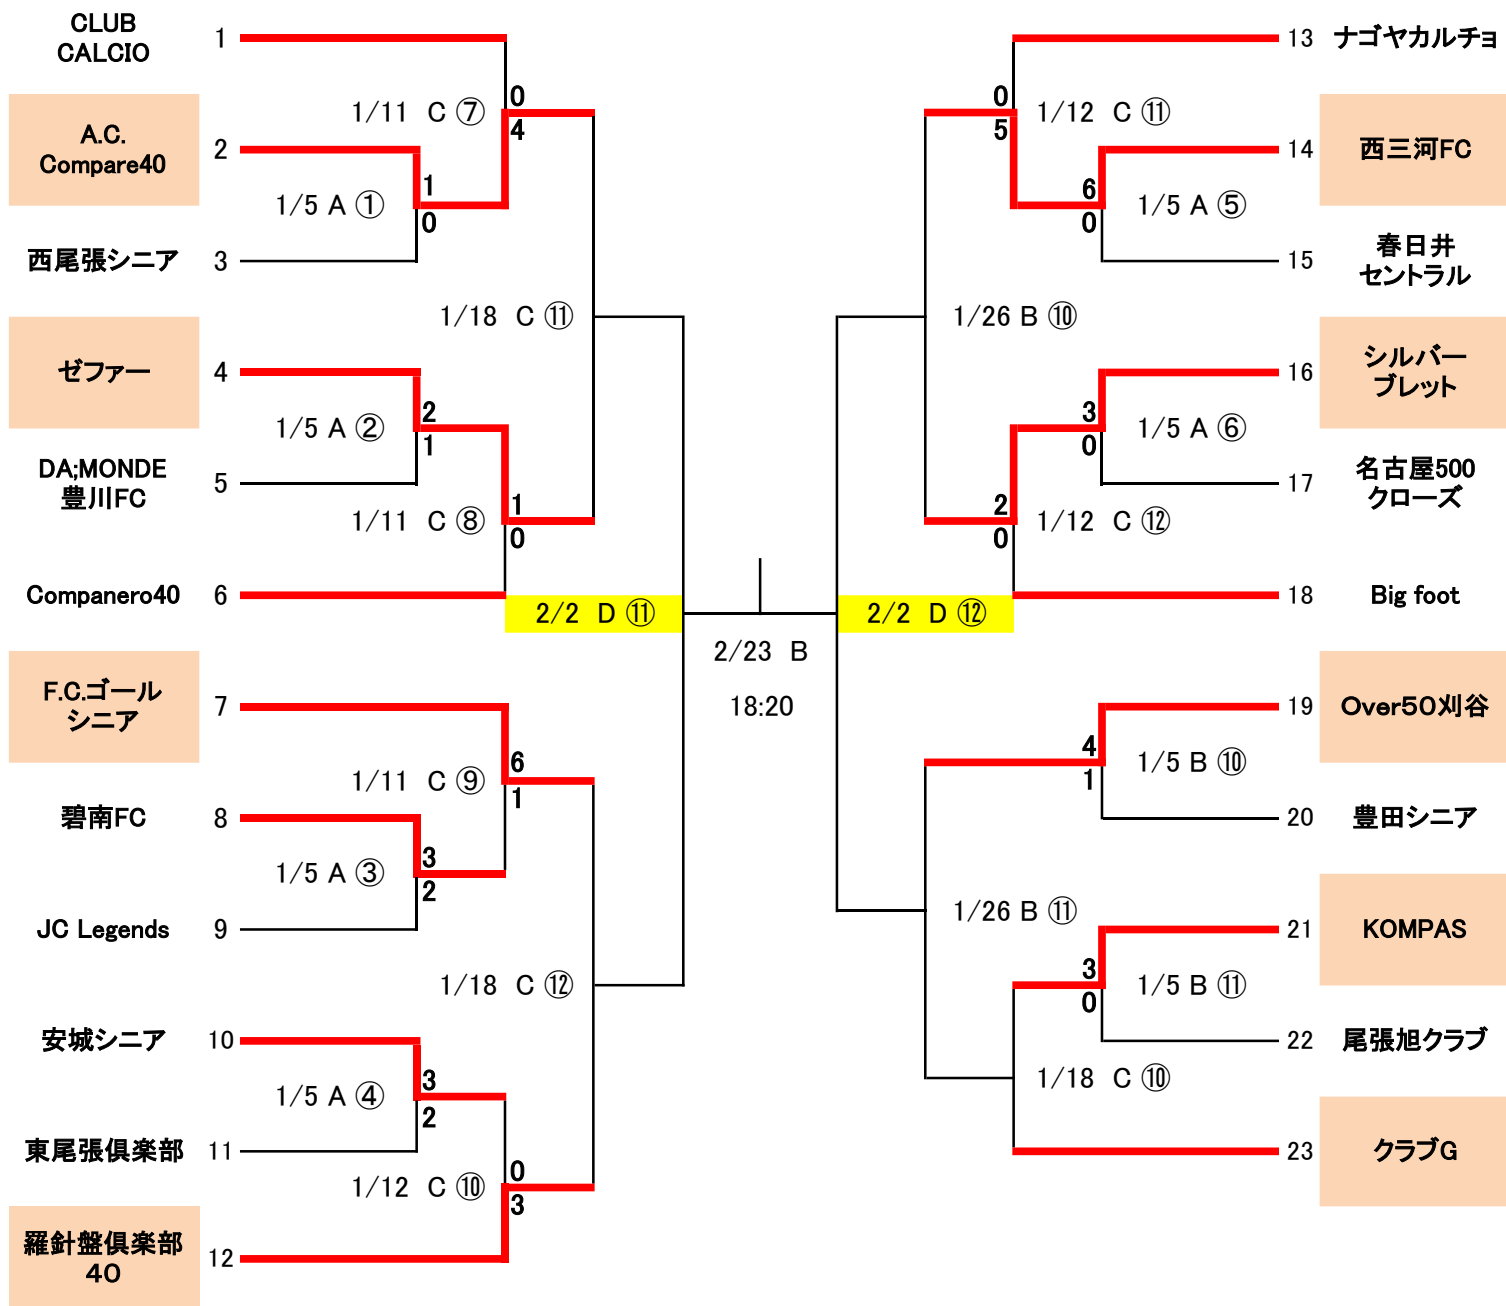 CLUB
CALCIO
1
1/11 C ⑦
0
4
A.C.
Compare40
2
1/5 A ①
1
0
西尾張シニア
3
1/18 C ⑪
ゼファー
4
1/5 A ②
2
1
DA;MONDE
豊川FC
5
1/11 C ⑧
1
0
Companero40
6
2/2 D ⑪
F.C.ゴール
シニア
7
1/11 C ⑨
6
1
碧南FC
8
1/5 A ③
3
2
JC Legends
9
1/18 C ⑫
安城シニア
10
1/5 A ④
3
2
東尾張倶楽部
11
1/12 C ⑩
0
3
羅針盤倶楽部
40
12
2/23 B
18:20
13
ナゴヤカルチョ
0
5
1/12 C ⑪
14
西三河FC
6
0
1/5 A ⑤
15
春日井
セントラル
1/26 B ⑩
16
シルバー
ブレット
3
0
1/5 A ⑥
17
名古屋500
クローズ
2
0
1/12 C ⑫
18
Big foot
2/2 D ⑫
19
Over50刈谷
4
1
1/5 B ⑩
20
豊田シニア
1/26 B ⑪
21
KOMPAS
3
0
1/5 B ⑪
22
尾張旭クラブ
1/18 C ⑩
23
クラブG